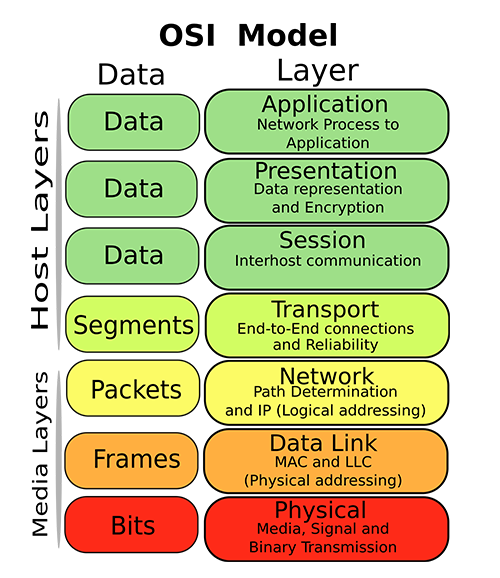 OSI Model
Data
Layer
Host Layers
Data
Application
Network Process to
Application
Data
Presentation
Data representation
and Encryption
Data
Session
Interhost communication
Segments
Transport
End-to-End connections
and Reliability
Media Layers
Packets
Network
Path Determination
and IP (Logical addressing)
Frames
Data Link
MAC and LLC
(Physical addressing)
Bits
Physical
Media, Signal and
Binary Transmission